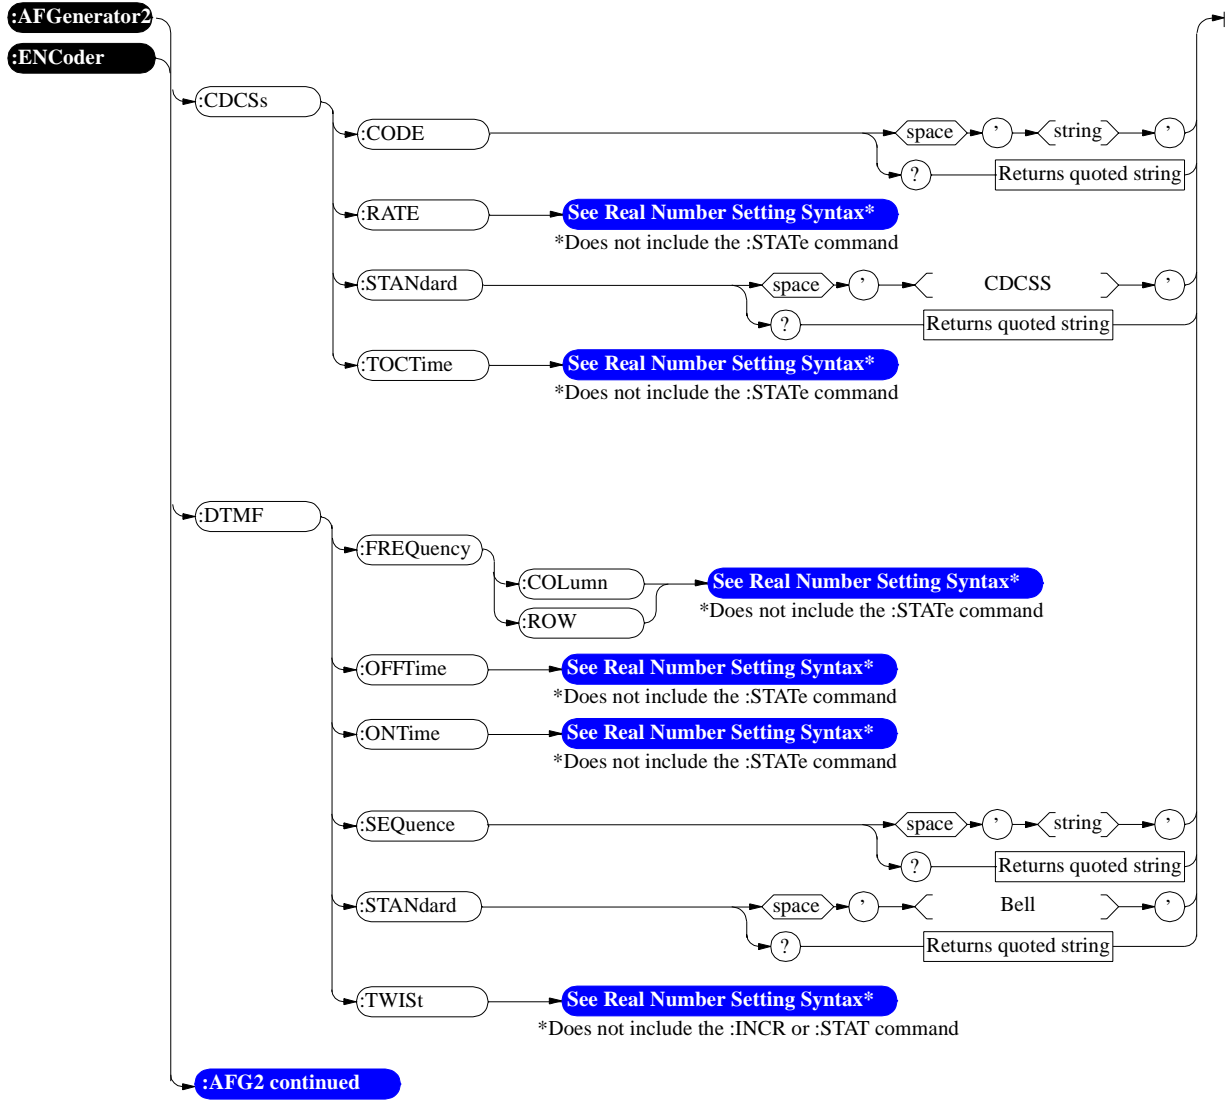 :AFGenerator2
:ENCoder
:CDCSs
:CODE
space
’
string
’
?
Returns quoted string
:RATE
See Real Number Setting Syntax*
*Does not include the :STATe command
:STANdard
space
’
CDCSS
’
?
Returns quoted string
:TOCTime
See Real Number Setting Syntax*
*Does not include the :STATe command
:DTMF
:FREQuency
:COLumn
:ROW
See Real Number Setting Syntax*
*Does not include the :STATe command
:OFFTime
See Real Number Setting Syntax*
*Does not include the :STATe command
:ONTime
See Real Number Setting Syntax*
*Does not include the :STATe command
:SEQuence
space
’
string
’
?
Returns quoted string
:STANdard
space
’
Bell
’
?
Returns quoted string
:TWISt
See Real Number Setting Syntax*
*Does not include the :INCR or :STAT command
:AFG2 continued